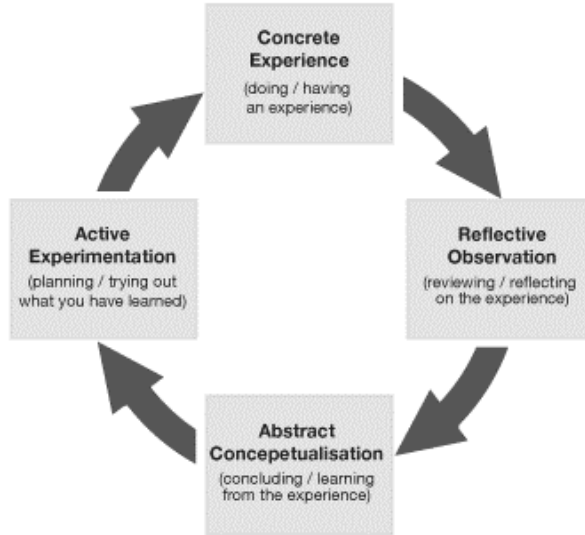 Concrete
Experience
(doing / having
an experience)
Active
Experimentation
(planning / trying out
what you have learned)
Reflective
Observation
(reviewing / reflecting
on the experience)
Abstract
Concepetualisation
(concluding / learning
from the experience)